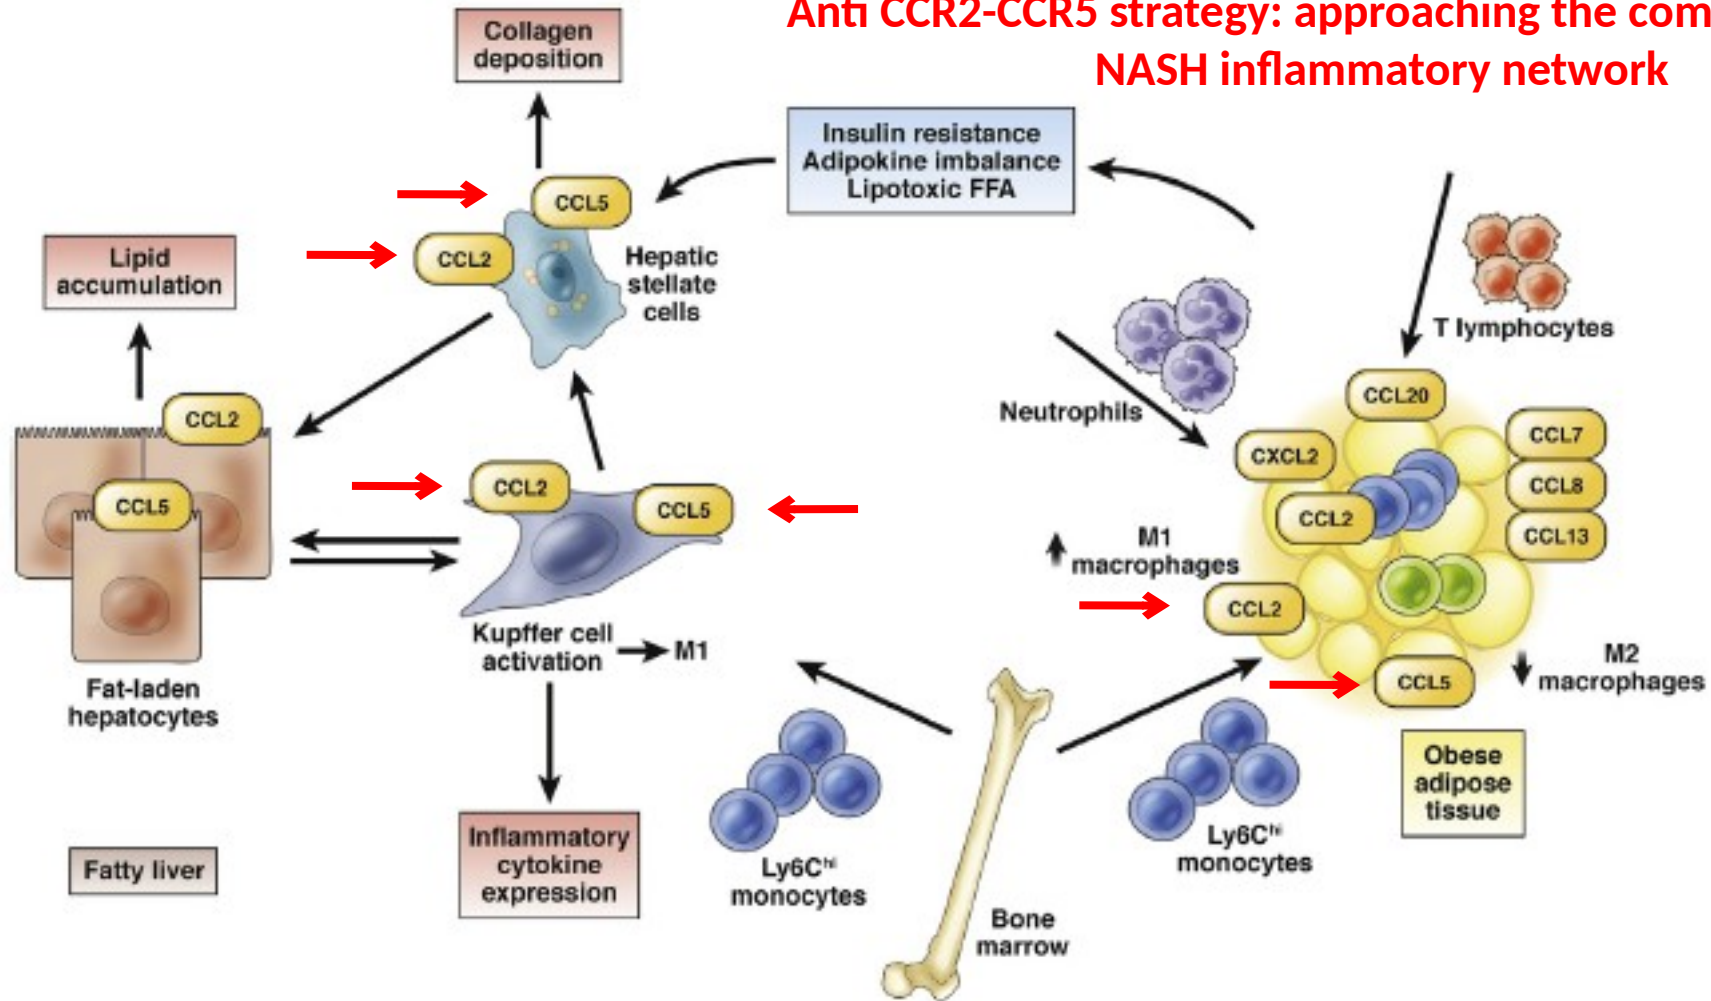 Anti CCR2-CCR5 strategy: approaching the com
NASH inflammatory network
Collagen
deposition
Insulin resistance
Adipokine imbalance
Lipotoxic FFA
CCL5
CCL2
Hepatic
stellate
cells
Lipid
accumulation
T lymphocytes
Neutrophils
CCL2
CCL5
Fat-laden
hepatocytes
CCL2
CCL5
Kupffer cell
activation
M1
CCL20
CXCL2
CCL7
CCL8
CCL13
CCL2
M1
macrophages
CCL2
CCL5
M2
macrophages
Obese
adipose
tissue
Fatty liver
Inflammatory
cytokine
expression
Ly6Chi
monocytes
Ly6Chi
monocytes
Bone
marrow